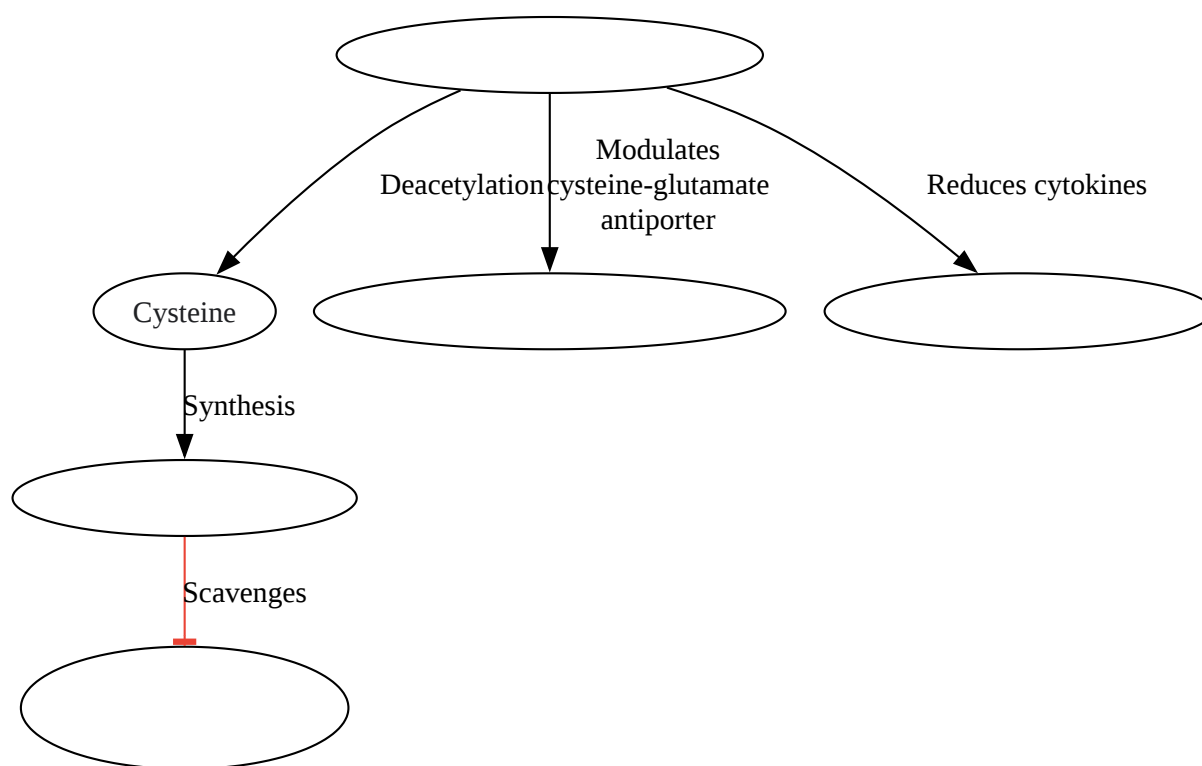 Modulates
Deacetylation cysteine-glutamate
antiporter
Reduces cytokines
Cysteine
Synthesis
Scavenges